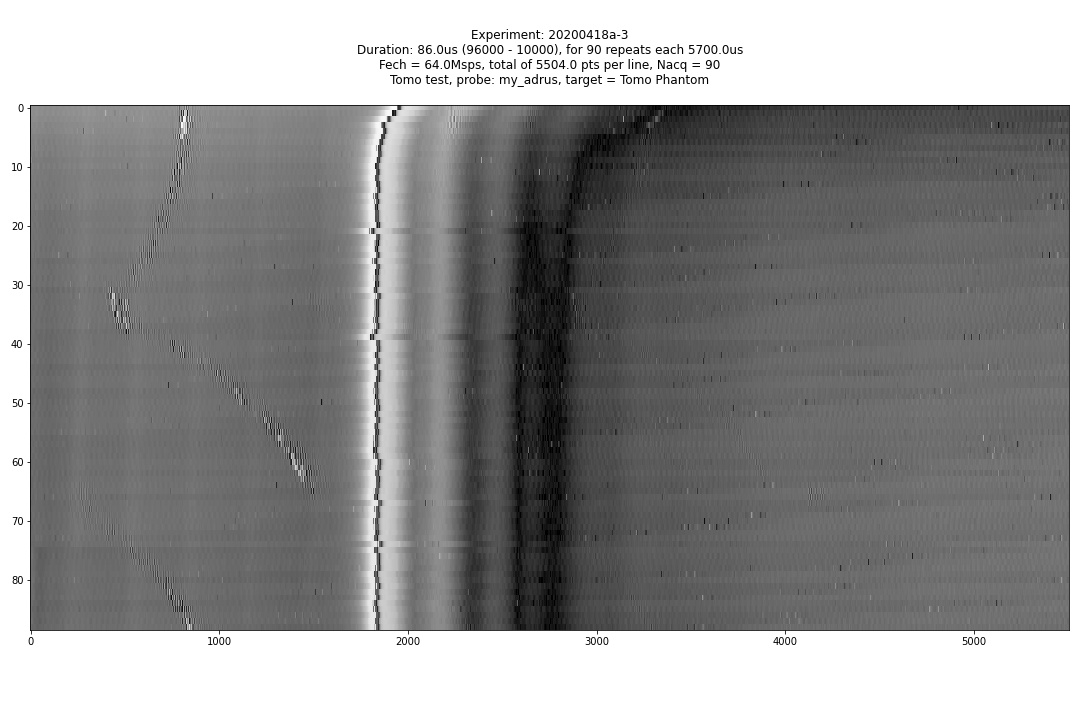 Experiment: 20200418a-3
Duration: 86.0us (96000 - 10000), for 90 repeats each 5700.0us
Fech = 64.0Msps, total of 5504.0 pts per line, Nacq = 90
Tomo test, probe: my_adrus, target = Tomo Phantom
0
10
20
30
40
50
60
70
80
0 1000 2000 3000 4000 5000